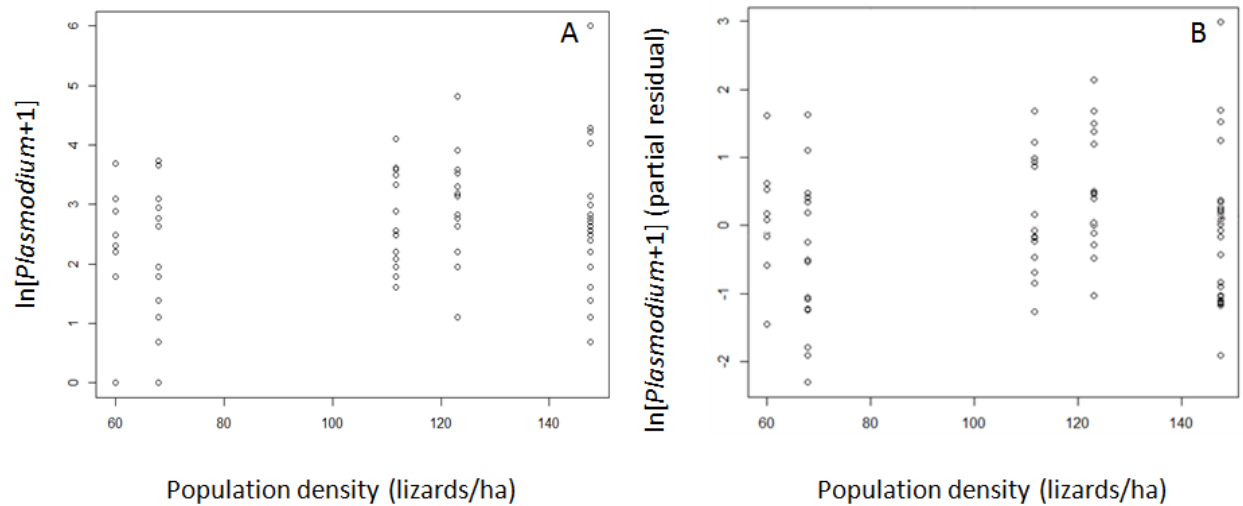 A
ln[Plasmodium+1]
6
5
4
3
2
1
0
60 80 100 120 140
Population density (lizards/ha)
B
ln[Plasmodium+1] (partial residual)
3
2
1
0
-1
-2
60 80 100 120 140
Population density (lizards/ha)